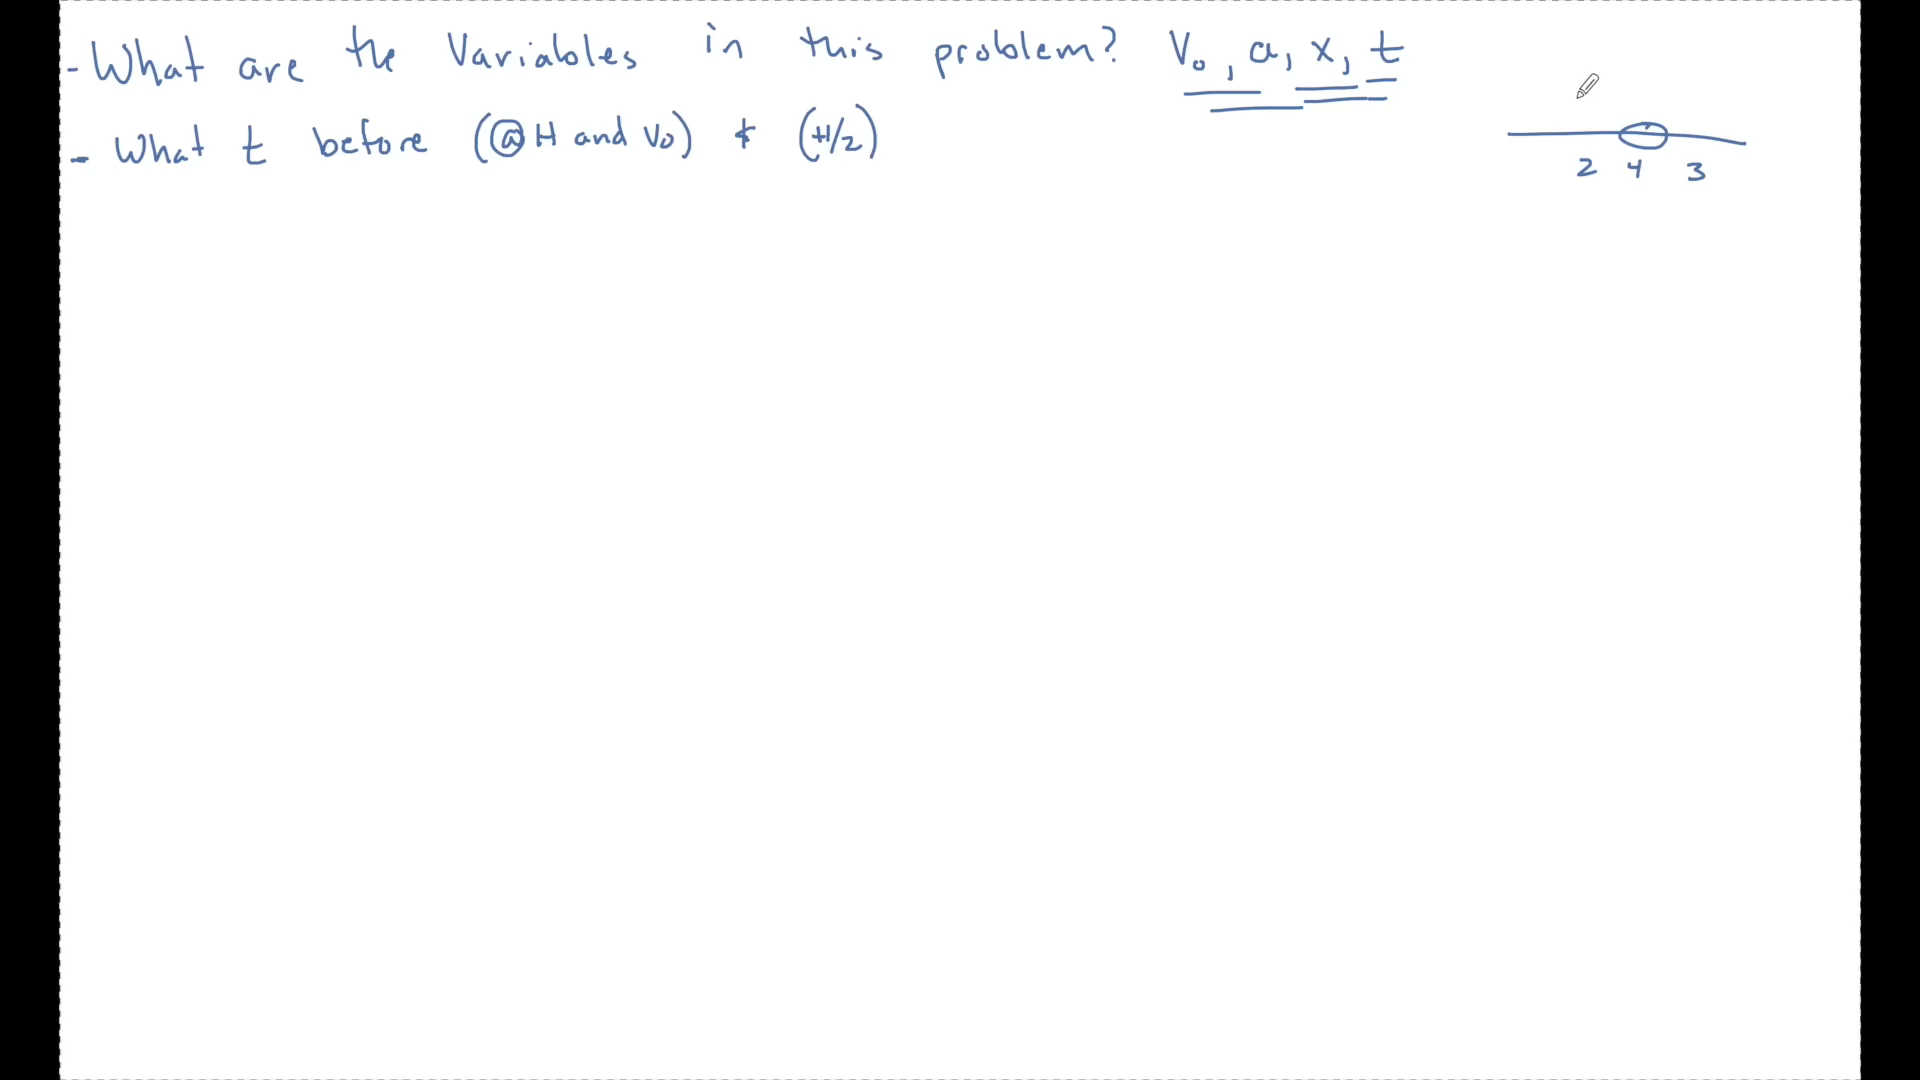 - What are the Variables in this problem? V₀, a, x, t
- What t before (@ H and V₀) & (H/2)
2 4 3